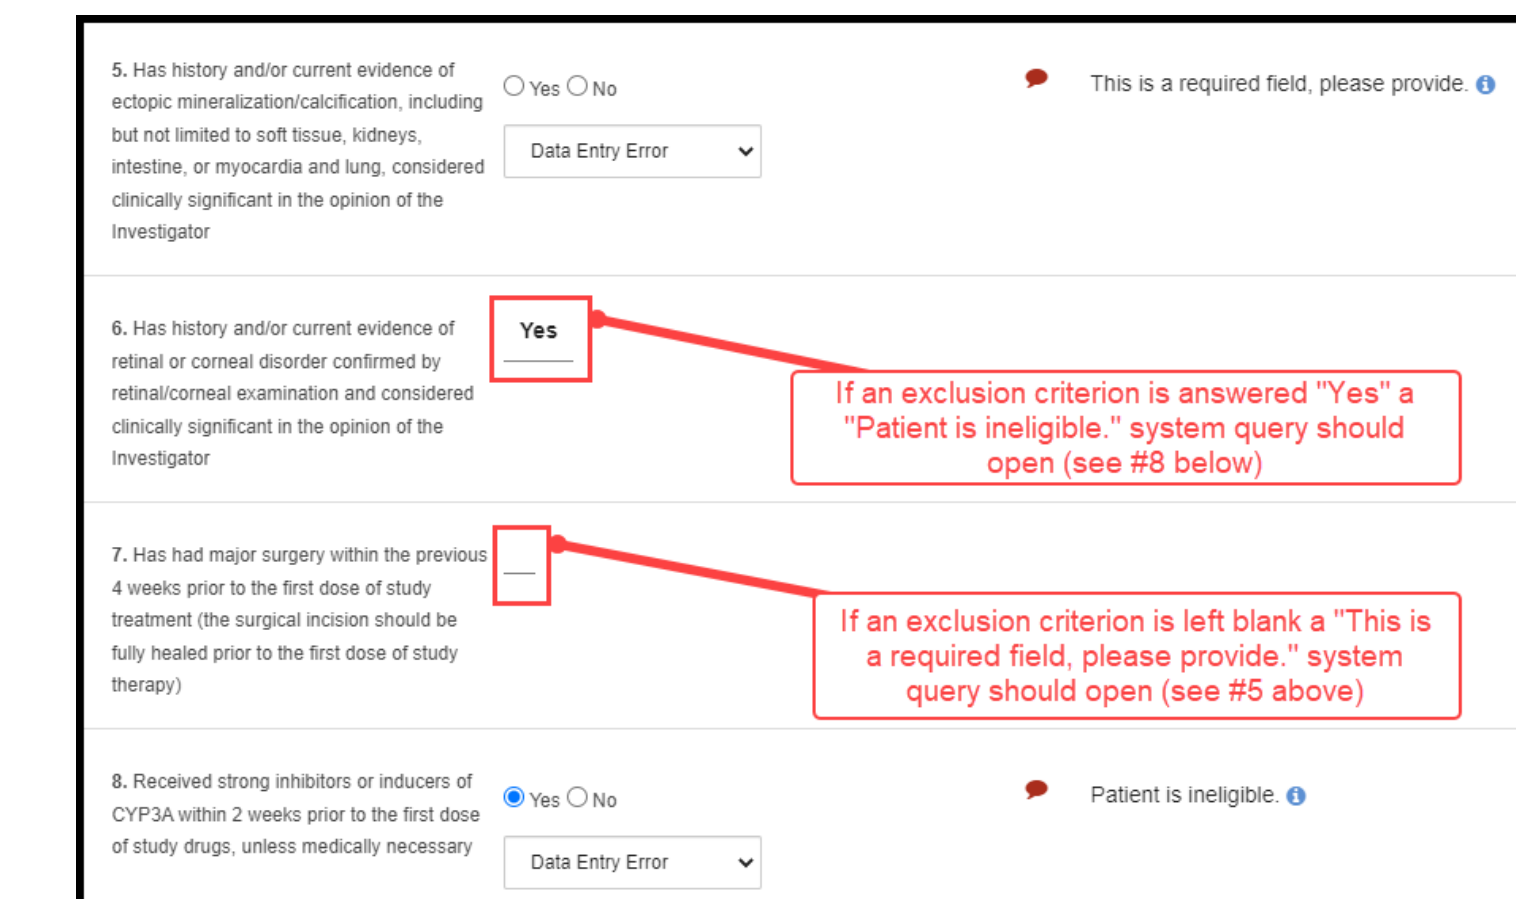 5. Has history and/or current evidence of
ectopic mineralization/calcification, including
but not limited to soft tissue, kidneys,
intestine, or myocardia and lung, considered
clinically significant in the opinion of the
Investigator
Yes No
Data Entry Error
This is a required field, please provide.
6. Has history and/or current evidence of
retinal or corneal disorder confirmed by
retinal/corneal examination and considered
clinically significant in the opinion of the
Investigator
Yes
If an exclusion criterion is answered "Yes" a
"Patient is ineligible." system query should
open (see #8 below)
7. Has had major surgery within the previous
4 weeks prior to the first dose of study
treatment (the surgical incision should be
fully healed prior to the first dose of study
therapy)
If an exclusion criterion is left blank a "This is
a required field, please provide." system
query should open (see #5 above)
8. Received strong inhibitors or inducers of
CYP3A within 2 weeks prior to the first dose
of study drugs, unless medically necessary
Yes No
Data Entry Error
Patient is ineligible.